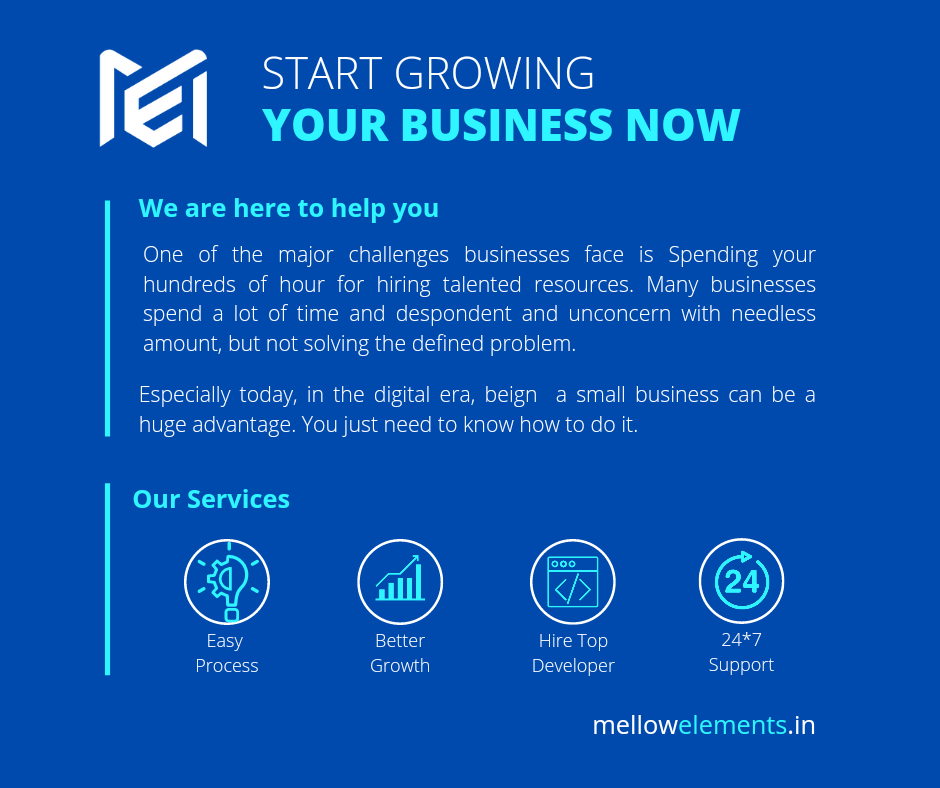 START GROWING
YOUR BUSINESS NOW
We are here to help you
One of the major challenges businesses face is Spending your
hundreds of hour for hiring talented resources. Many businesses
spend a lot of time and despondent and unconcern with needless
amount, but not solving the defined problem.
Especially today, in the digital era, beign a small business can be a
huge advantage. You just need to know how to do it.
Our Services
24
Easy
Process
Better
Growth
Hire Top
Developer
24*7
Support
mellowelements.in